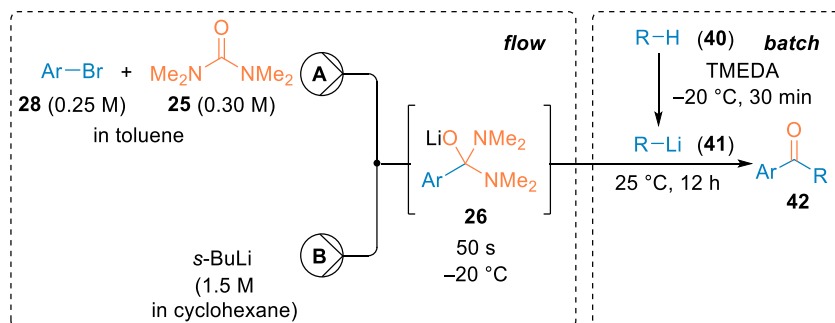 flow
Ar–Br + Me2N O NMe2
28 (0.25 M) 25 (0.30 M)
in toluene
A
B
s-BuLi
(1.5 M
in cyclohexane)
LiO NMe2
Ar NMe2
26
50 s
–20 °C
batch
R–H (40)
TMEDA
–20 °C, 30 min
R–Li (41)
25 °C, 12 h
O
Ar R
42